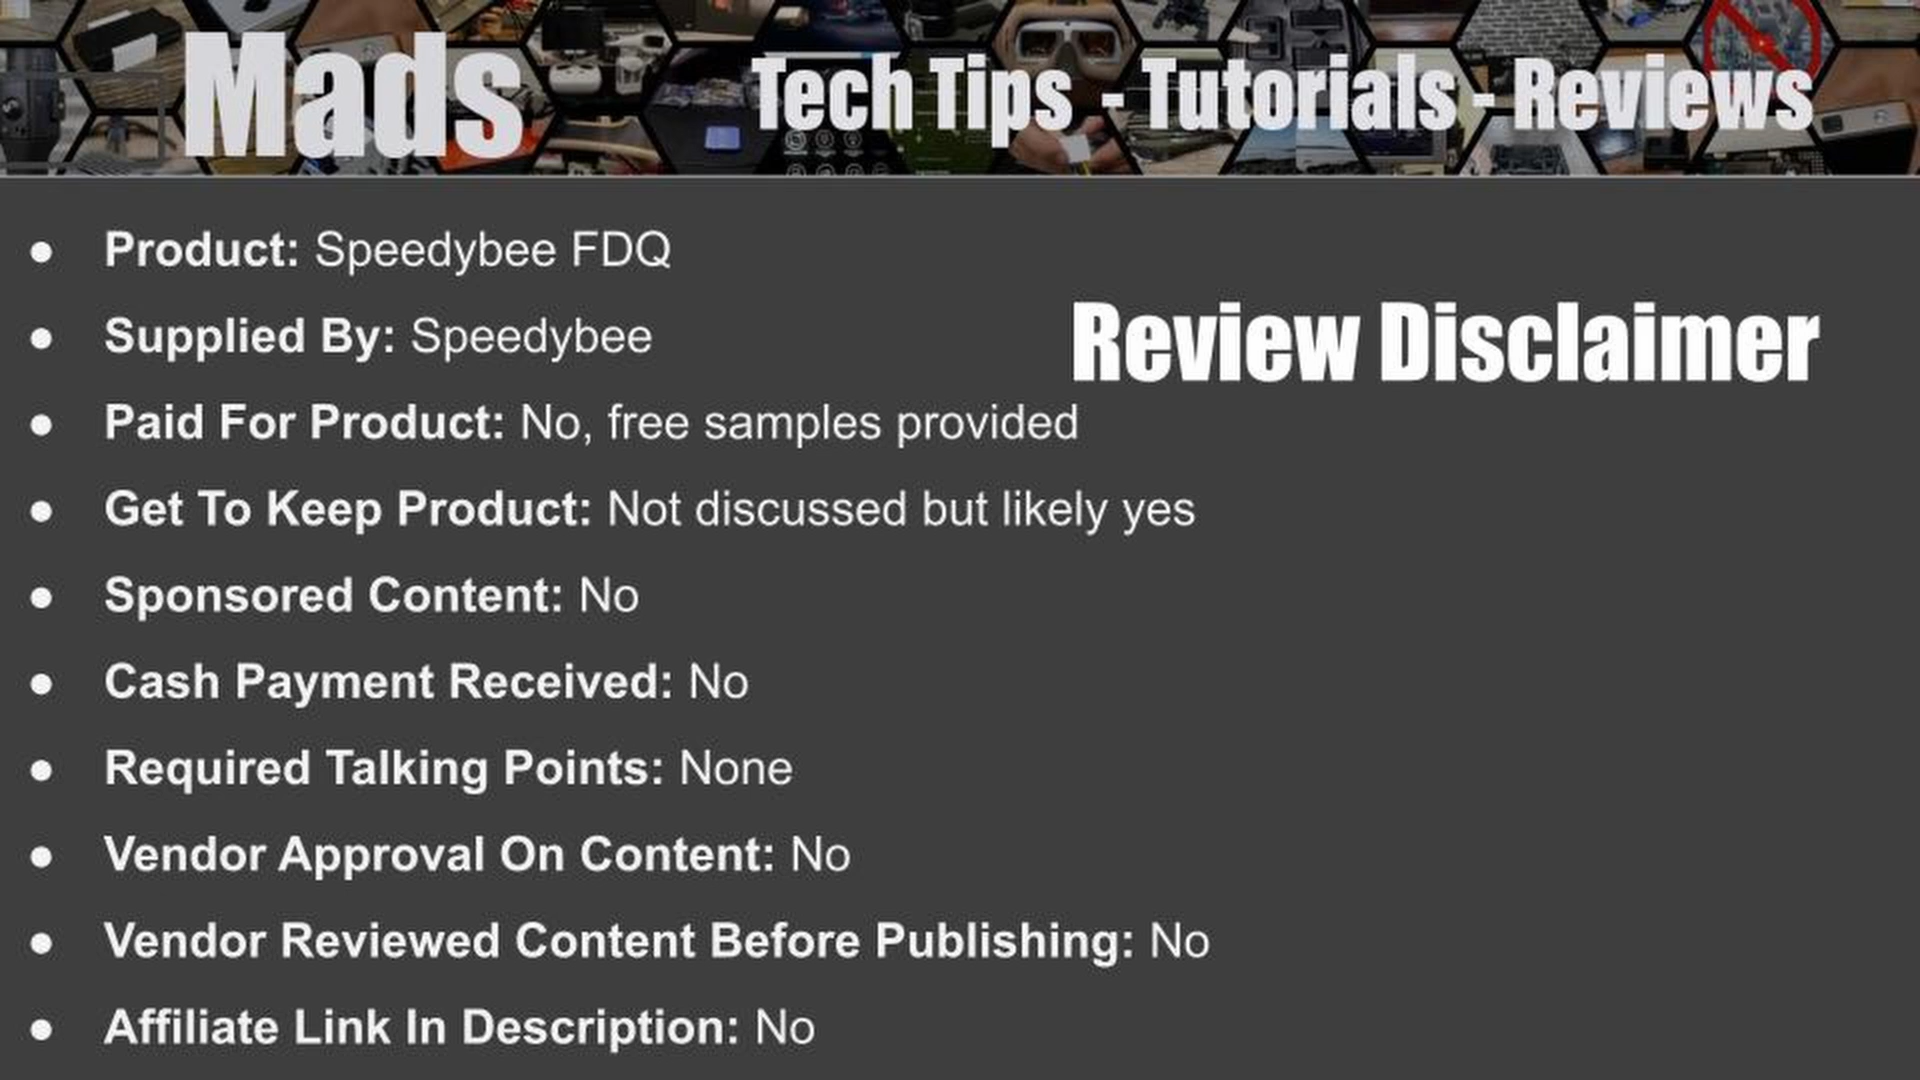 Mads
Tech Tips - Tutorials - Reviews
● Product: Speedybee FDQ
● Supplied By: Speedybee
Review Disclaimer
● Paid For Product: No, free samples provided
● Get To Keep Product: Not discussed but likely yes
● Sponsored Content: No
● Cash Payment Received: No
● Required Talking Points: None
● Vendor Approval On Content: No
● Vendor Reviewed Content Before Publishing: No
● Affiliate Link In Description: No